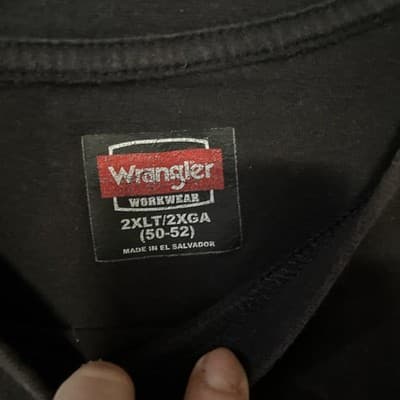 Wrangler
WORKWEAR
2XLT/2XGA
(50-52)
MADE IN EL SALVADOR